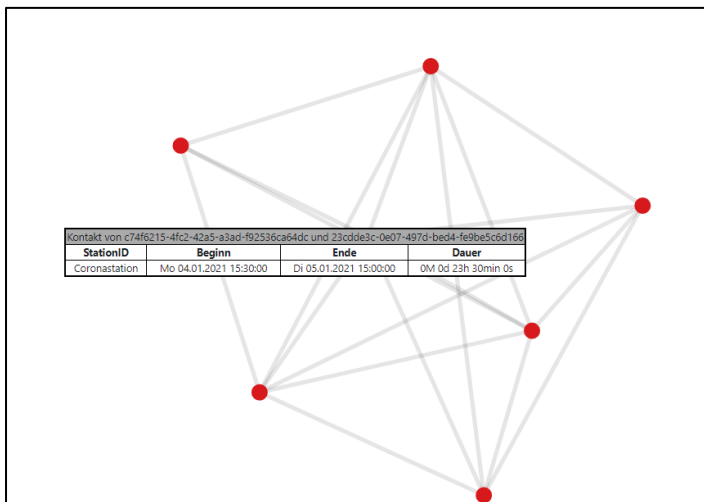 Kontakt von c74f6215-4fc2-42a5-a3ad-f92536ca64dc und 23cdde3c-0e07-497d-bed4-fe9be5c6d166
StationID Beginn Ende Dauer
Coronastation Mo 04.01.2021 15:30:00 Di 05.01.2021 15:00:00 0M 0d 23h 30min 0s